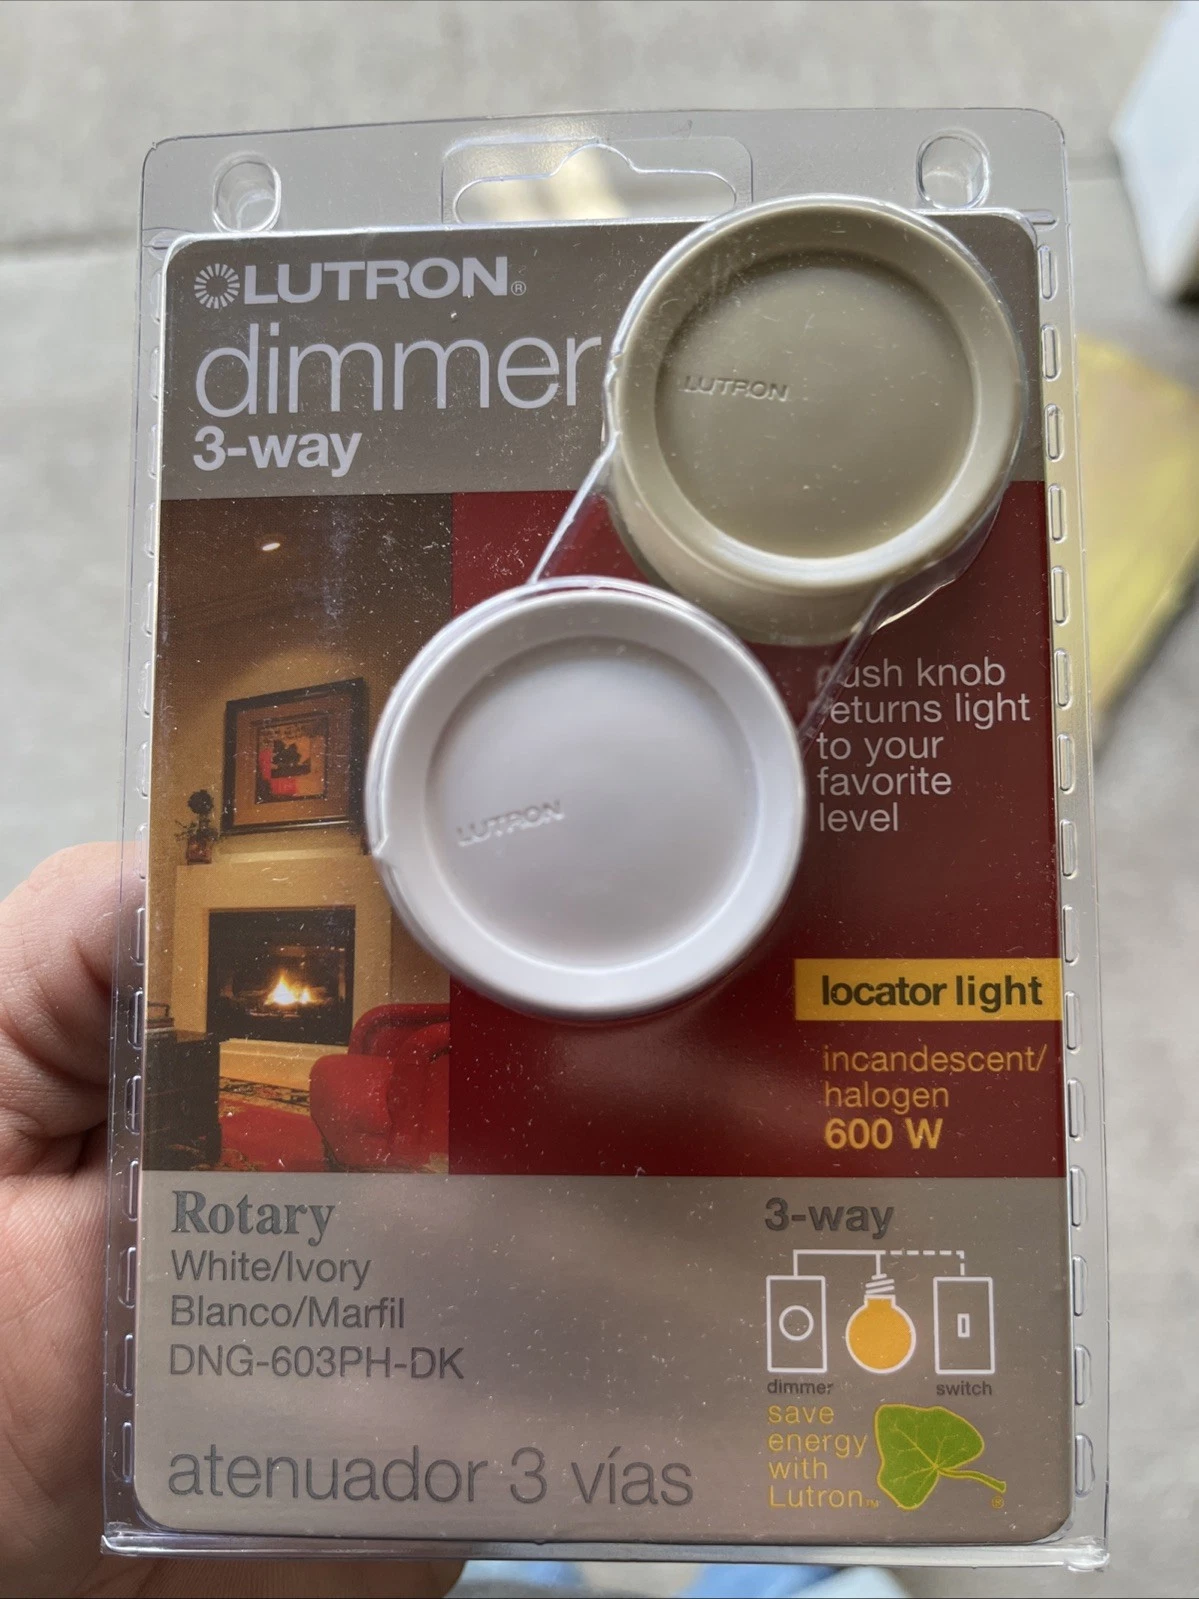 LUTRON®
dimmer
3-way
LUTRON
LUTRON
push knob
returns light
to your
favorite
level
locator light
incandescent/
halogen
600 W
Rotary
White/Ivory
Blanco/Marfil
DNG-603PH-DK
atenuador 3 vías
3-way
dimmer
switch
save
energy
with
Lutron™